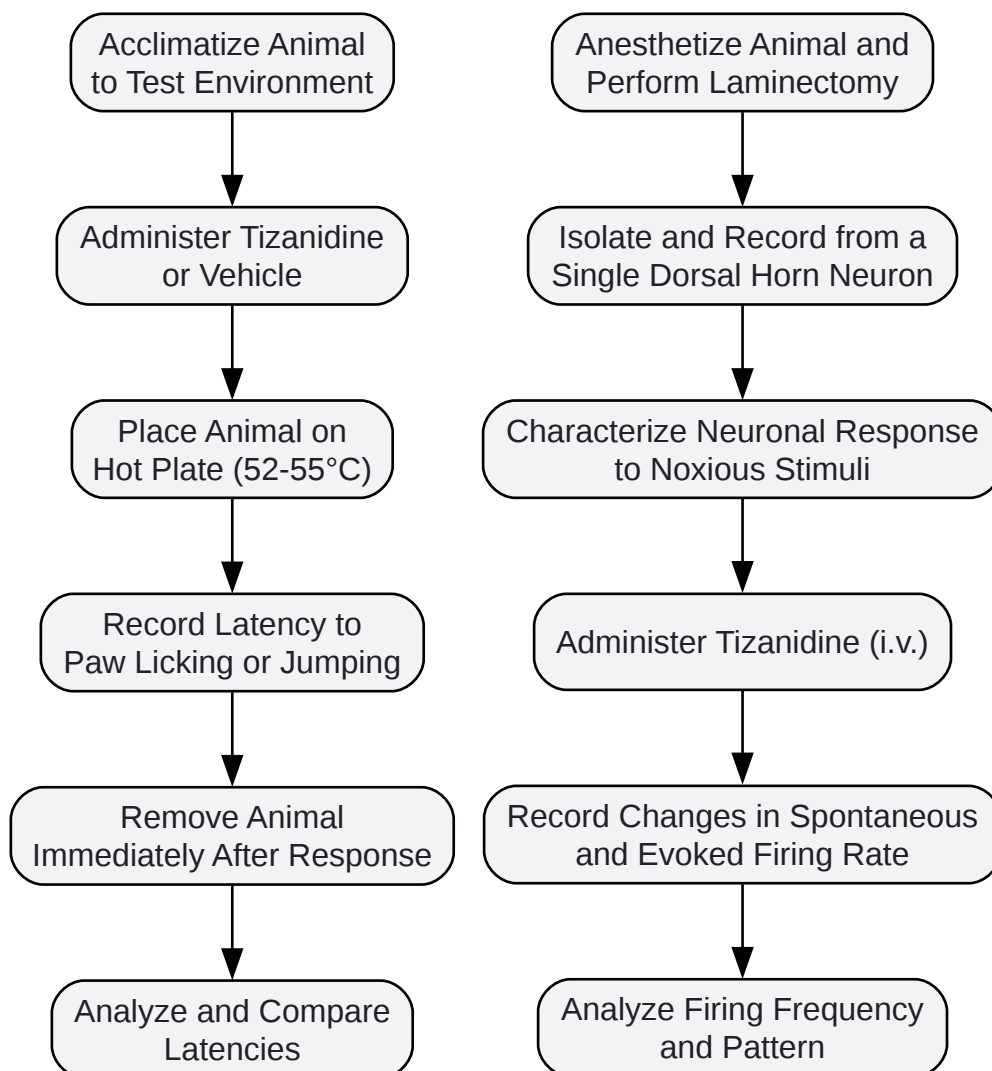 Acclimatize Animal
to Test Environment
Administer Tizanidine
or Vehicle
Place Animal on
Hot Plate (52-55°C)
Record Latency to
Paw Licking or Jumping
Remove Animal
Immediately After Response
Analyze and Compare
Latencies
Anesthetize Animal and
Perform Laminectomy
Isolate and Record from a
Single Dorsal Horn Neuron
Characterize Neuronal Response
to Noxious Stimuli
Administer Tizanidine (i.v.)
Record Changes in Spontaneous
and Evoked Firing Rate
Analyze Firing Frequency
and Pattern